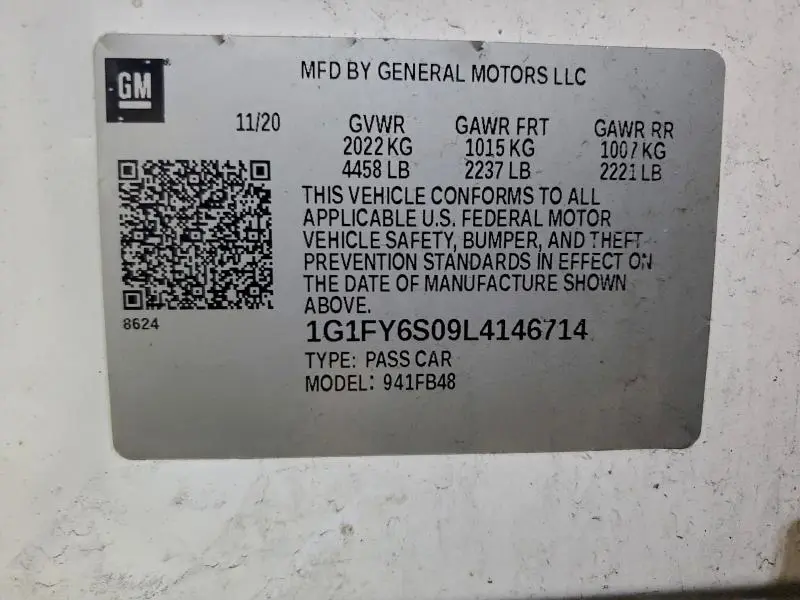 GM
MFD BY GENERAL MOTORS LLC
11/20 GVWR GAWR FRT GAWR RR
2022 KG 1015 KG 1007 KG
4458 LB 2237 LB 2221 LB
THIS VEHICLE CONFORMS TO ALL
APPLICABLE U.S. FEDERAL MOTOR
VEHICLE SAFETY, BUMPER, AND THEFT
PREVENTION STANDARDS IN EFFECT ON
THE DATE OF MANUFACTURE SHOWN
ABOVE.
8624
1G1FY6S09L4146714
TYPE: PASS CAR
MODEL: 941FB48